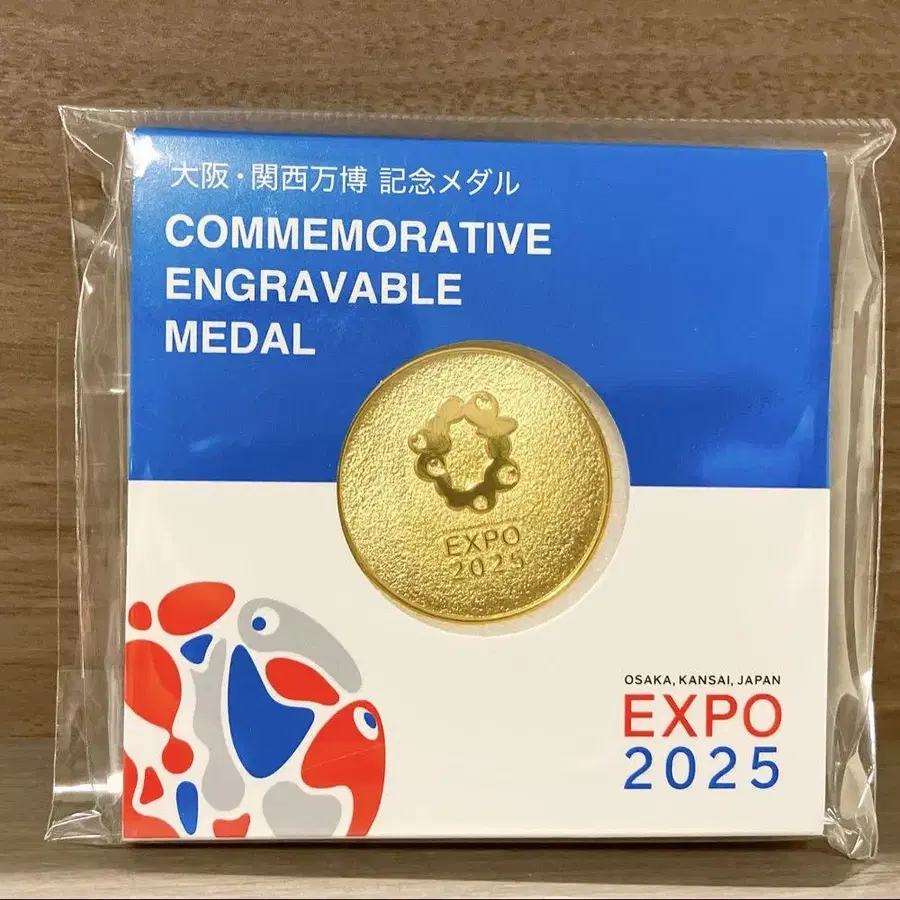 大阪・関西万博 記念メダル
COMMEMORATIVE
ENGRAVABLE
MEDAL
EXPO
2025
OSAKA, KANSAI, JAPAN
EXPO
2025